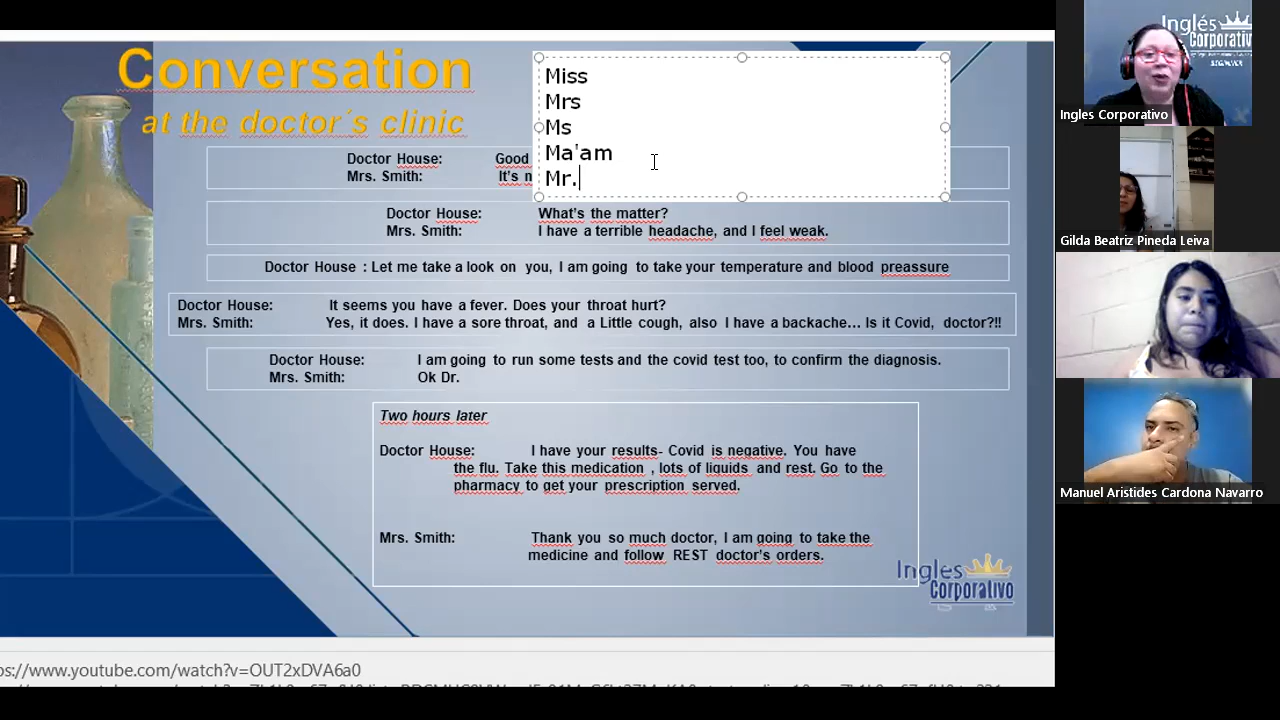 Conversation
at the doctor´s clinic
Miss
Mrs
Ms
Ma'am
Mr.
Doctor House: Good
Mrs. Smith: It's n
Doctor House: What's the matter?
Mrs. Smith: I have a terrible headache, and I feel weak.
Doctor House : Let me take a look on you, I am going to take your temperature and blood preassure
Doctor House: It seems you have a fever. Does your throat hurt?
Mrs. Smith: Yes, it does. I have a sore throat, and a Little cough, also I have a backache... Is it Covid, doctor?!!
Doctor House: I am going to run some tests and the covid test too, to confirm the diagnosis.
Mrs. Smith: Ok Dr.
Two hours later
Doctor House: I have your results- Covid is negative. You have
the flu. Take this medication , lots of liquids and rest. Go to the
pharmacy to get your prescription served.
Mrs. Smith: Thank you so much doctor, I am going to take the
medicine and follow REST doctor's orders.
Ingles
Corporativo
ps://www.youtube.com/watch?v=OUT2xDVA6a0
Inglés
Corporativo
Ingles Corporativo
Gilda Beatriz Pineda Leiva
Manuel Aristides Cardona Navarro